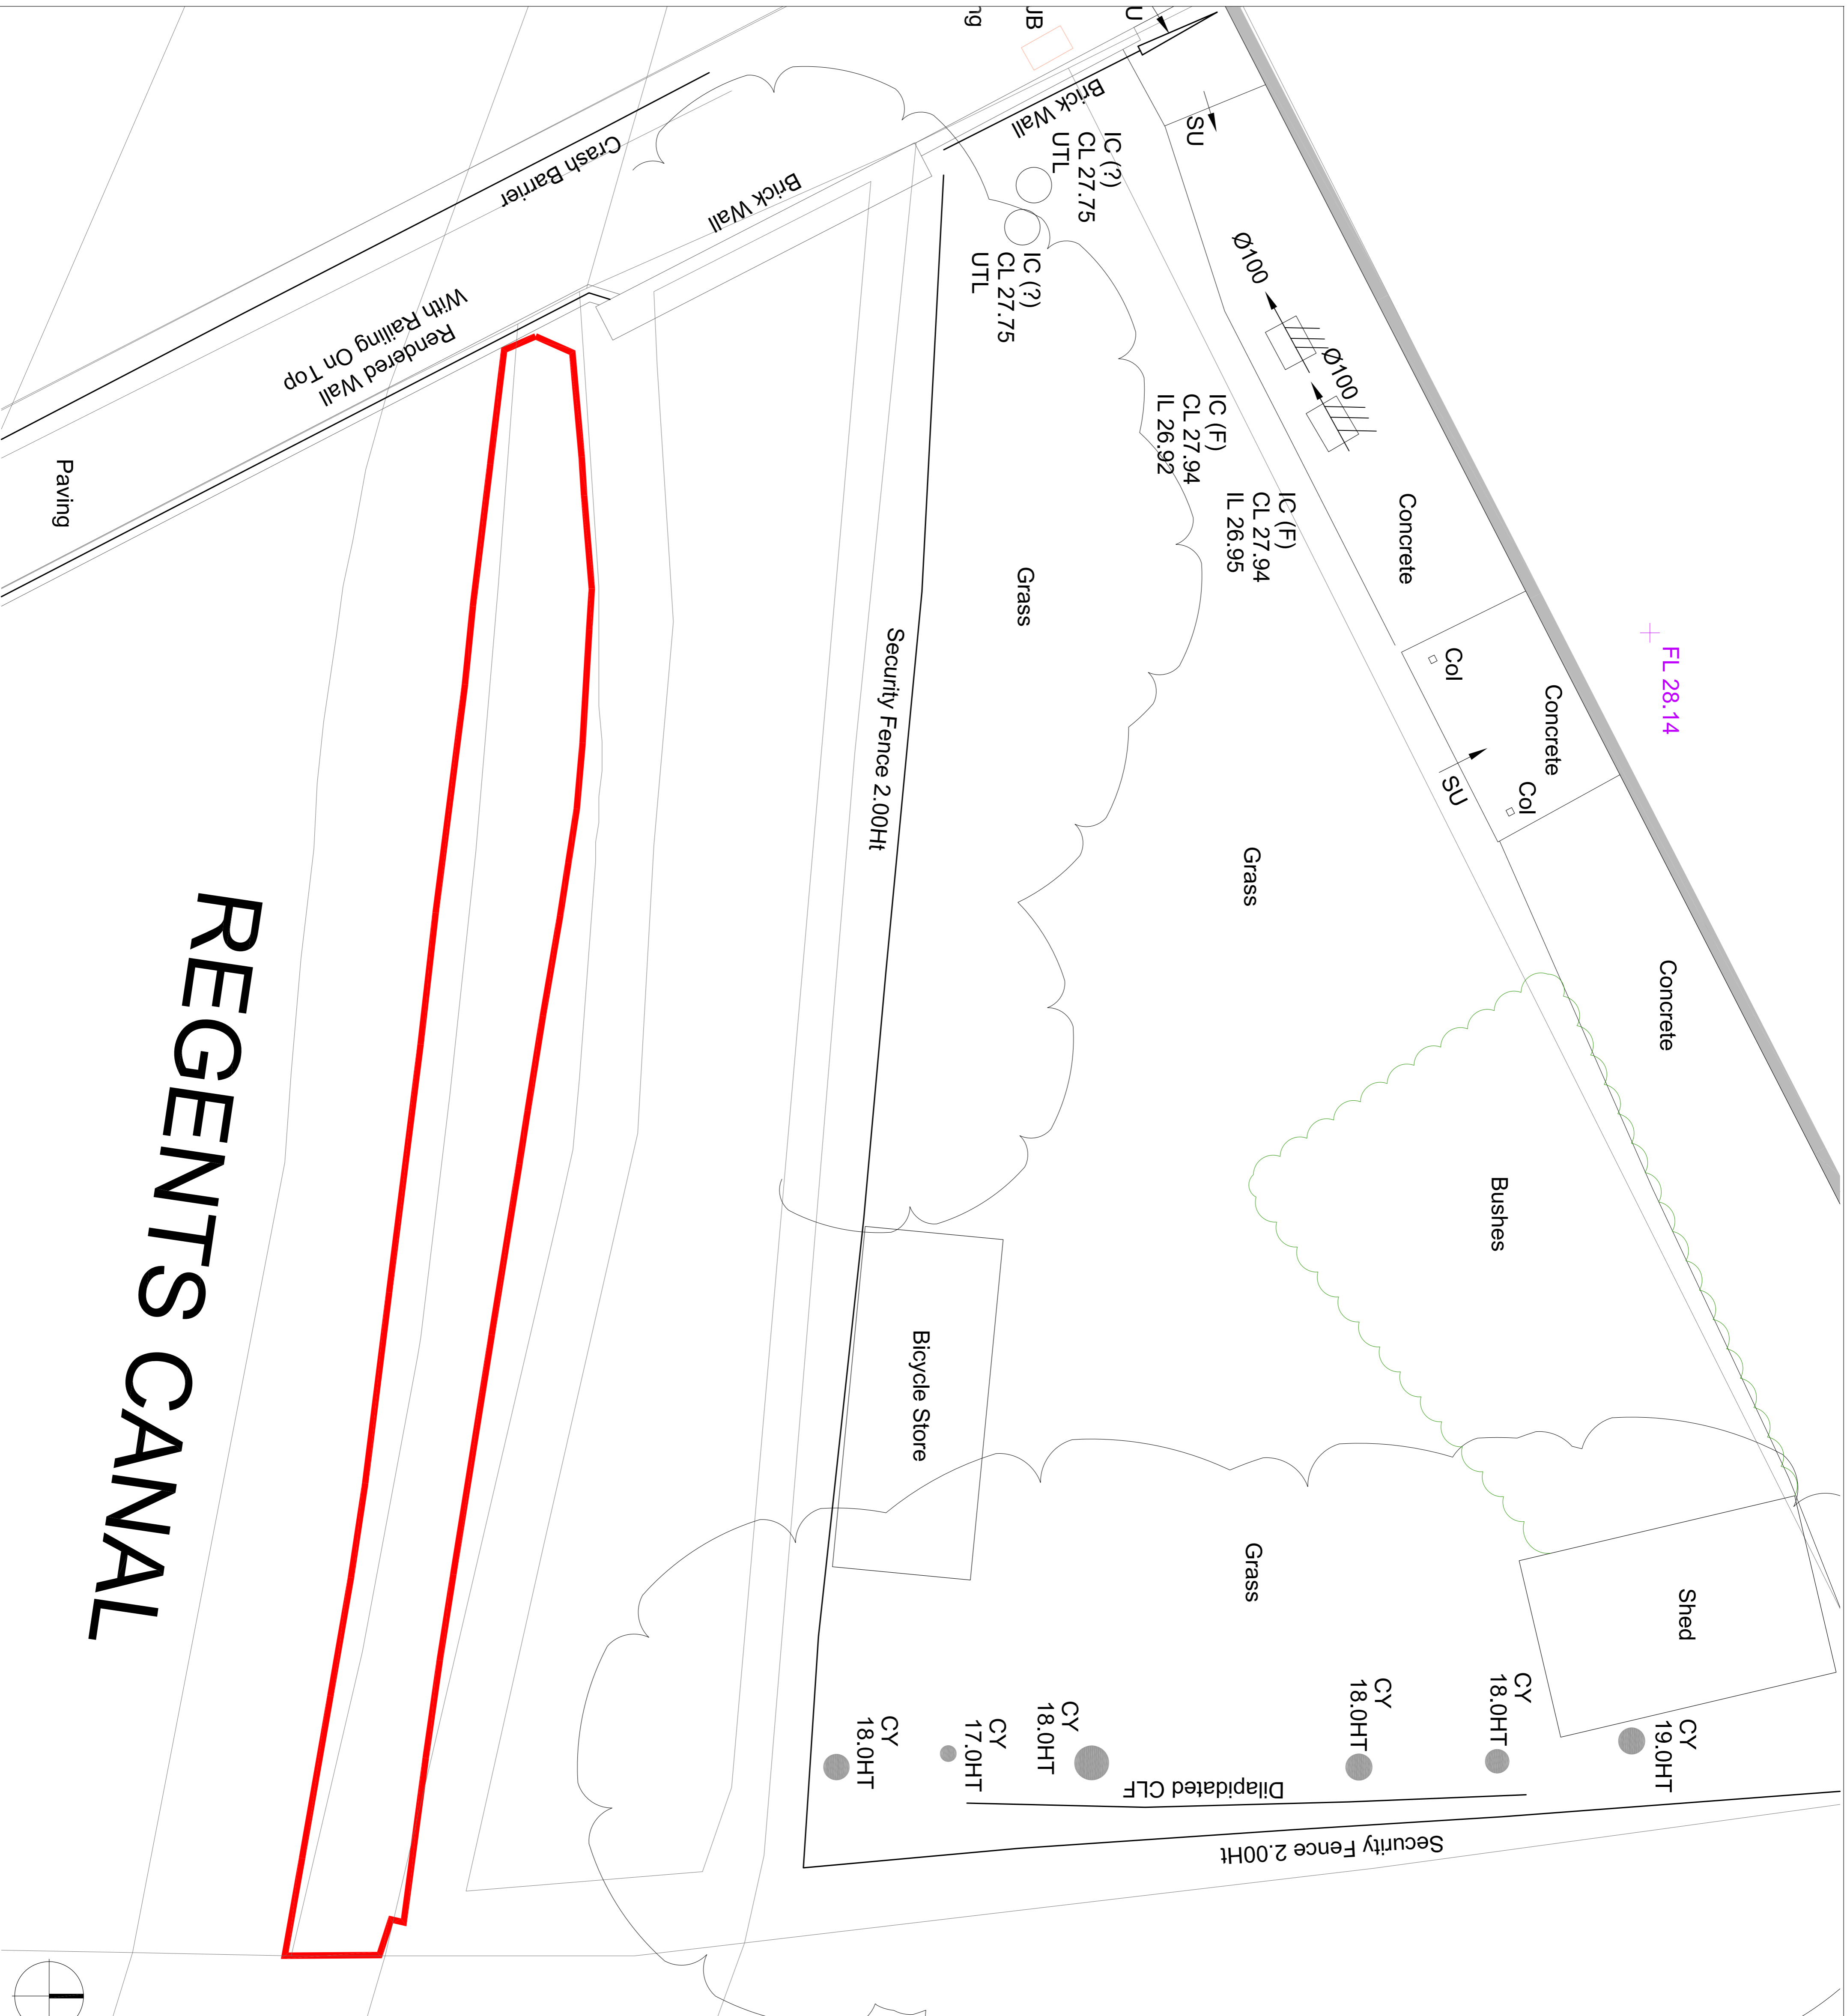 ng
UB
U
Brick Wall
SU
IC (?)
CL 27.75
UTL
Crash Barrier
Brick Wall
IC (?)
CL 27.75
UTL
Ø100
Ø100
Rendered Wall
With Railing On Top
IC (F)
CL 27.94
IL 26.92
Paving
IC (F)
CL 27.94
IL 26.95
Concrete
Grass
Security Fence 2.00Ht
Col
FL 28.14
Concrete
SU
Col
Grass
REGENTS CANAL
Concrete
Bushes
Bicycle Store
Grass
Shed
CY
18.0HT
CY
17.0HT
CY
18.0HT
CY
18.0HT
CY
18.0HT
CY
19.0HT
Dilapidated CLF
Security Fence 2.00Ht